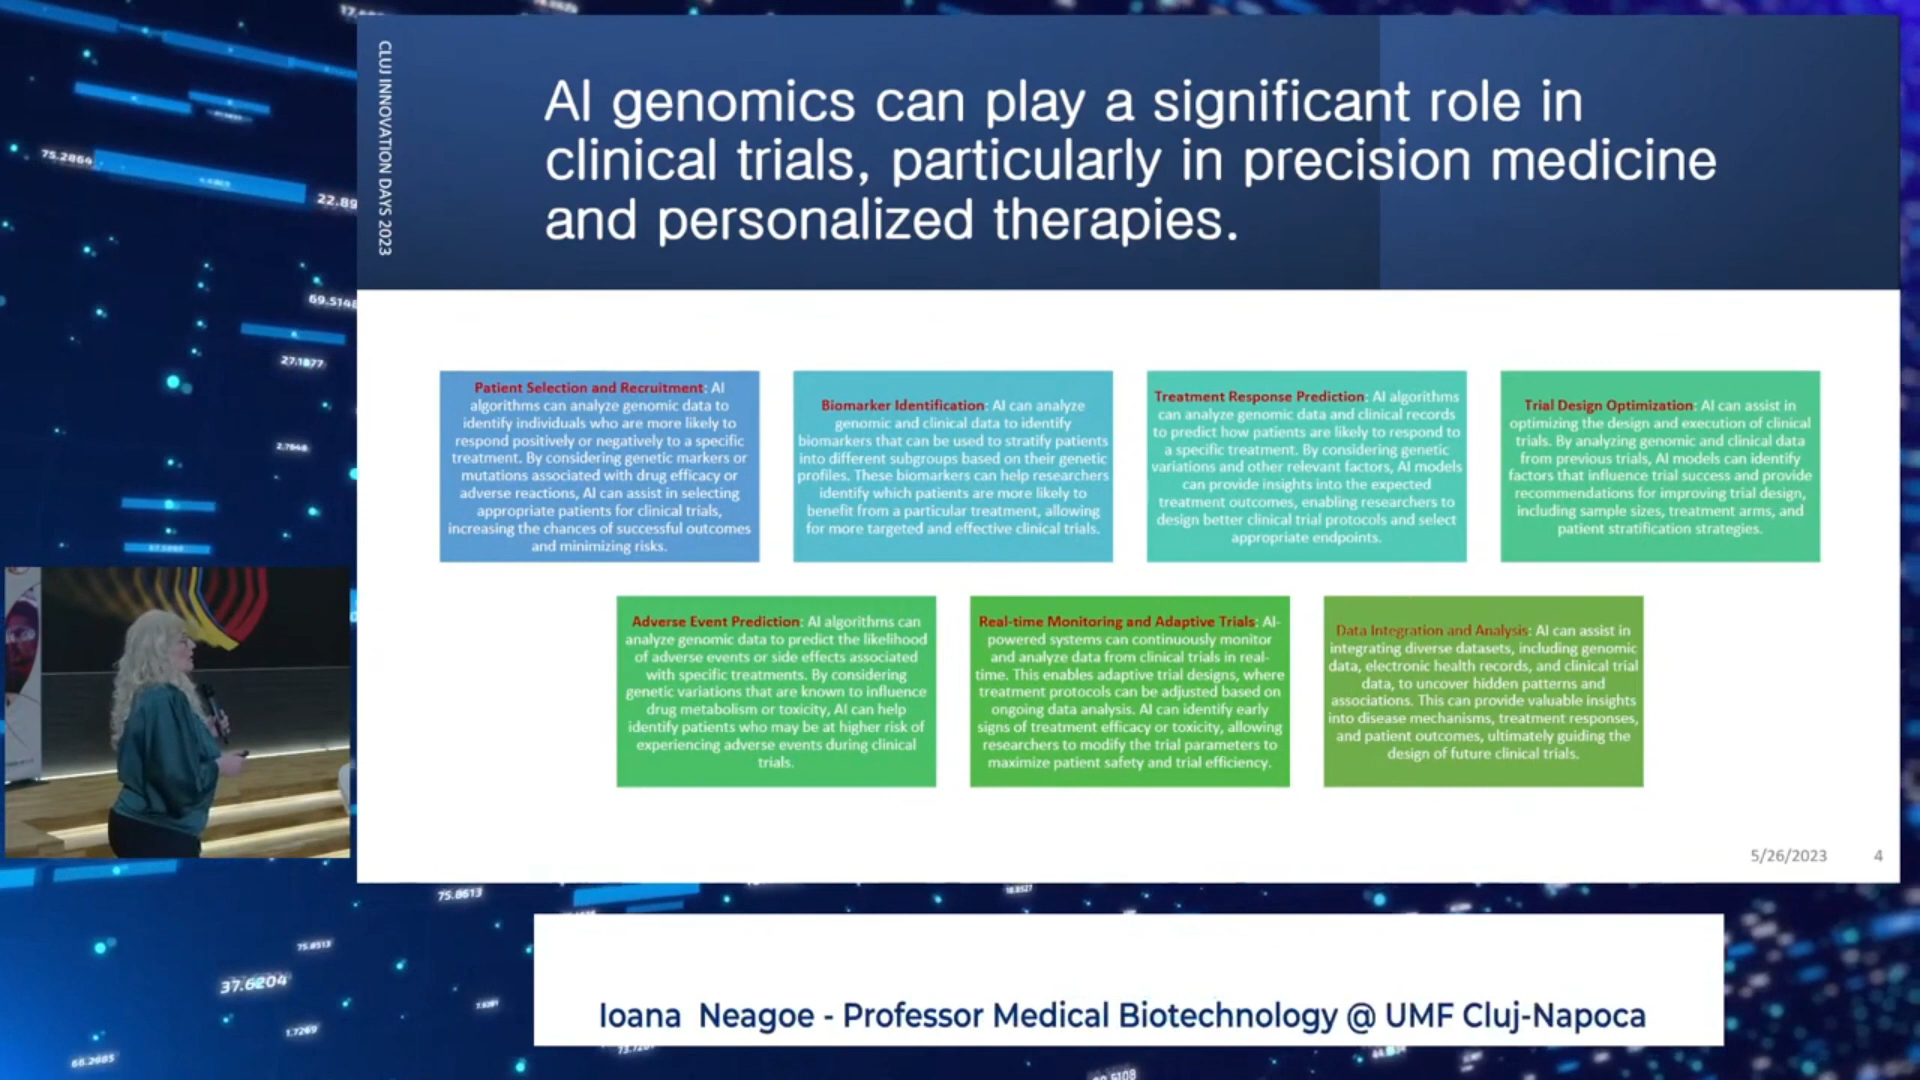 CLUJ INNOVATION DAYS 2023
AI genomics can play a significant role in
clinical trials, particularly in precision medicine
and personalized therapies.
Patient Selection and Recruitment: AI
algorithms can analyze genomic data to
identify individuals who are more likely to
respond positively or negatively to a specific
treatment. By considering genetic markers or
mutations associated with drug efficacy or
adverse reactions, AI can assist in selecting
appropriate patients for clinical trials,
increasing the chances of successful outcomes
and minimizing risks.
Biomarker Identification: AI can analyze
genomic and clinical data to identify
biomarkers that can be used to stratify patients
into different subgroups based on their genetic
profiles. These biomarkers can help researchers
identify which patients are more likely to
benefit from a particular treatment, allowing
for more targeted and effective clinical trials.
Treatment Response Prediction: AI algorithms
can analyze genomic data and clinical records
to predict how patients are likely to respond to
a specific treatment. By considering genetic
variations and other relevant factors, AI models
can provide insights into the expected
treatment outcomes, enabling researchers to
design better clinical trial protocols and select
appropriate endpoints.
Trial Design Optimization: AI can assist in
optimizing the design and execution of clinical
trials. By analyzing genomic and clinical data
from previous trials, AI models can identify
factors that influence trial success and provide
recommendations for improving trial design,
including sample sizes, treatment arms, and
patient stratification strategies.
Adverse Event Prediction: AI algorithms can
analyze genomic data to predict the likelihood
of adverse events or side effects associated
with specific treatments. By considering
genetic variations that are known to influence
drug metabolism or toxicity, AI can help
identify patients who may be at higher risk of
experiencing adverse events during clinical
trials.
Real-time Monitoring and Adaptive Trials: AI-
powered systems can continuously monitor
and analyze data from clinical trials in real-
time. This enables adaptive trial designs, where
treatment protocols can be adjusted based on
ongoing data analysis. AI can identify early
signs of treatment efficacy or toxicity, allowing
researchers to modify the trial parameters to
maximize patient safety and trial efficiency.
Data Integration and Analysis: AI can assist in
integrating diverse datasets, including genomic
data, electronic health records, and clinical trial
data, to uncover hidden patterns and
associations. This can provide valuable insights
into disease mechanisms, treatment responses,
and patient outcomes, ultimately guiding the
design of future clinical trials.
5/26/2023 4
75.2864
22.89
69.514
27.1877
75.8613
37.6204
Ioana Neagoe - Professor Medical Biotechnology @ UMF Cluj-Napoca